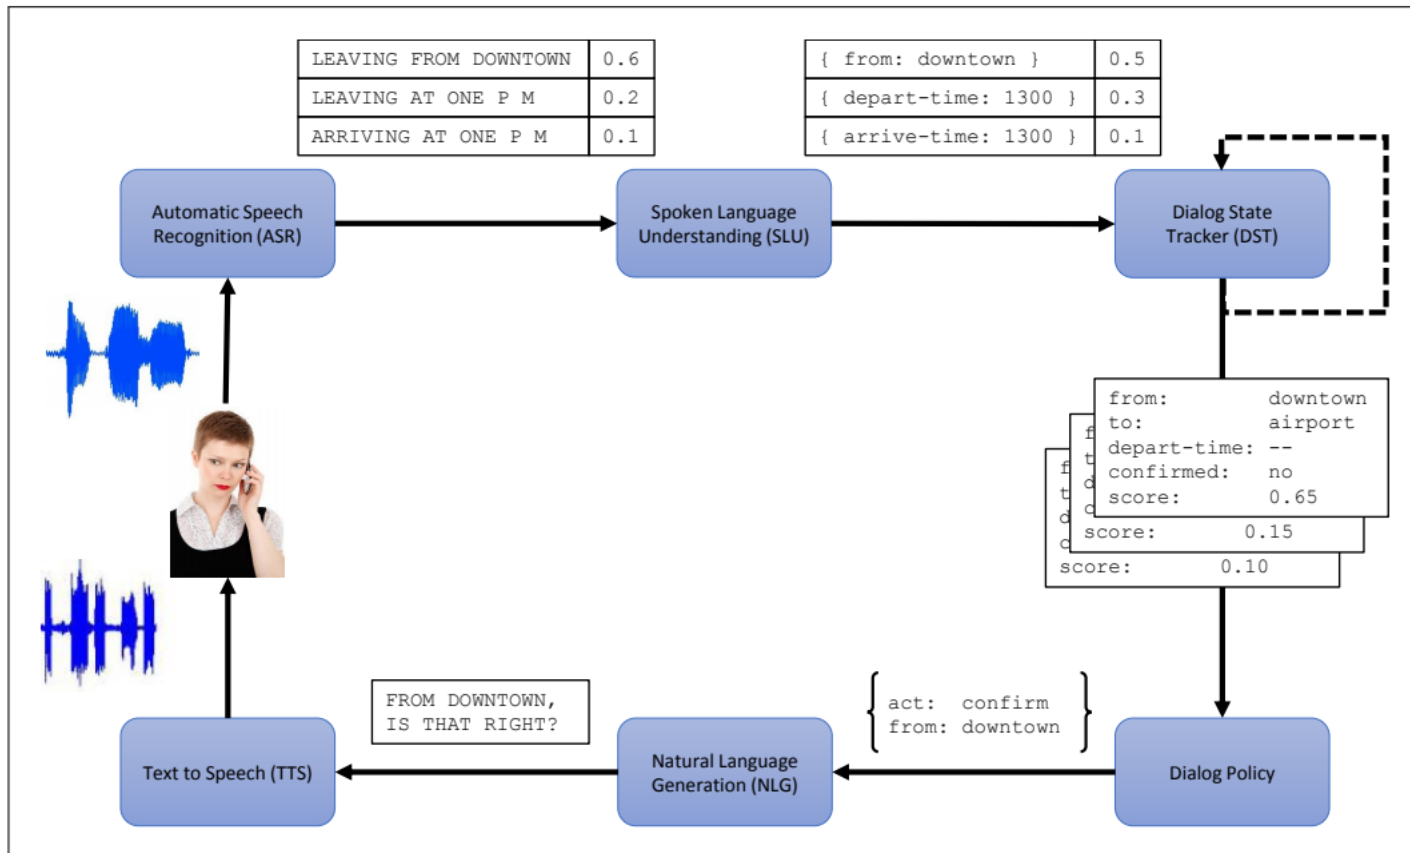 LEAVING FROM DOWNTOWN 0.6
LEAVING AT ONE P M 0.2
ARRIVING AT ONE P M 0.1
{ from: downtown } 0.5
{ depart-time: 1300 } 0.3
{ arrive-time: 1300 } 0.1
Automatic Speech
Recognition (ASR)
Spoken Language
Understanding (SLU)
Dialog State
Tracker (DST)
from: downtown
to: airport
depart-time: --
confirmed: no
score: 0.65
f
t
d
c
score: 0.15
f
t
d
c
score: 0.10
act: confirm
from: downtown
FROM DOWNTOWN,
IS THAT RIGHT?
Text to Speech (TTS)
Natural Language
Generation (NLG)
Dialog Policy